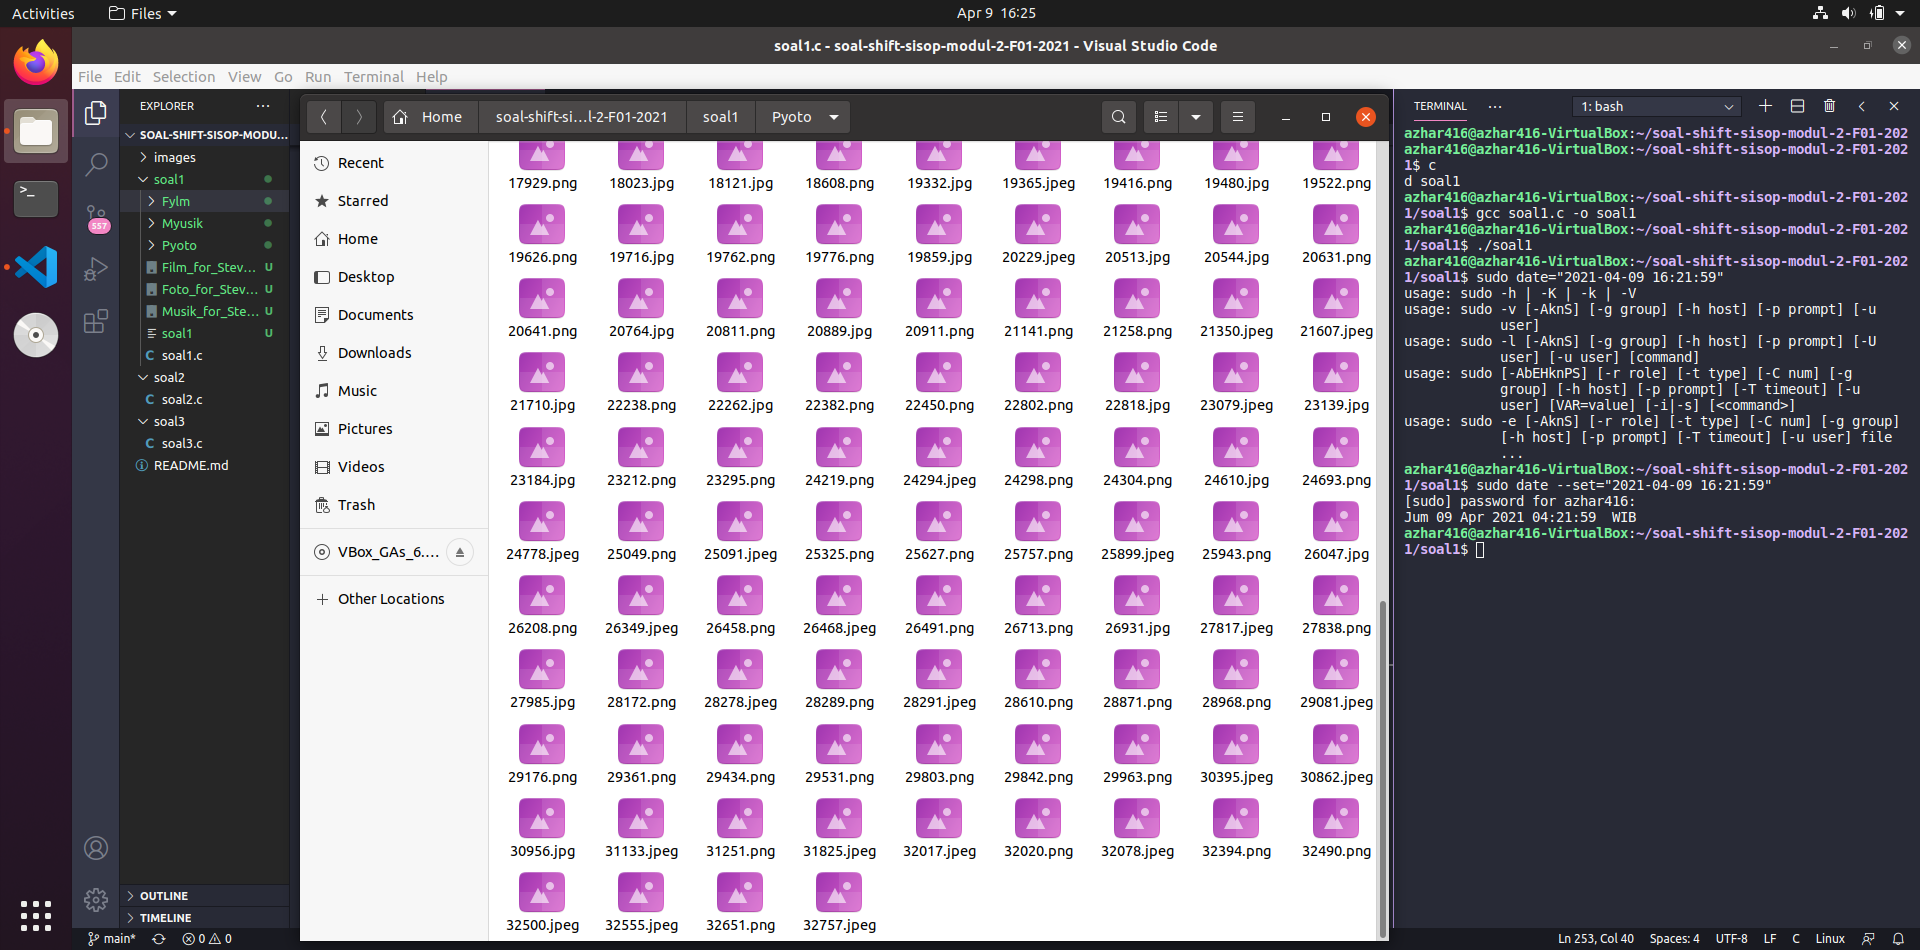 Activities
Files
Apr 9 16:25
soal1.c - soal-shift-sisop-modul-2-F01-2021 - Visual Studio Code
File Edit Selection View Go Run Terminal Help
EXPLORER
SOAL-SHIFT-SISOP-MODU...
images
soal1
Fylm
Myusik
Pyoto
Film_for_Stev... U
Foto_for_Stev... U
Musik_for_Ste... U
soal1 U
C soal1.c
soal2
C soal2.c
soal3
C soal3.c
README.md
OUTLINE
TIMELINE
557
Home
soal-shift-si...l-2-F01-2021
soal1
Pyoto
Recent
Starred
Home
Desktop
Documents
Downloads
Music
Pictures
Videos
Trash
VBox_GAs_6....
Other Locations
17929.png 18023.jpg 18121.jpg 18608.png 19332.jpg 19365.jpeg 19416.png 19480.jpg 19522.png
19626.png 19716.jpg 19762.png 19776.png 19859.jpg 20229.jpeg 20513.jpg 20544.jpg 20631.png
20641.png 20764.jpg 20811.png 20889.jpg 20911.png 21141.png 21258.png 21350.jpeg 21607.jpeg
21710.jpg 22238.png 22262.jpg 22382.png 22450.png 22802.png 22818.jpg 23079.jpeg 23139.jpg
23184.jpg 23212.png 23295.png 24219.png 24294.jpeg 24298.png 24304.png 24610.jpg 24693.png
24778.jpeg 25049.png 25091.jpeg 25325.png 25627.png 25757.png 25899.jpeg 25943.png 26047.jpg
26208.png 26349.jpeg 26458.png 26468.jpeg 26491.png 26713.png 26931.jpg 27817.jpeg 27838.png
27985.jpg 28172.png 28278.jpeg 28289.png 28291.jpeg 28610.png 28871.png 28968.png 29081.jpeg
29176.png 29361.png 29434.png 29531.png 29803.png 29842.png 29963.png 30395.jpeg 30862.jpeg
30956.jpg 31133.jpeg 31251.png 31825.jpeg 32017.jpeg 32020.png 32078.jpeg 32394.png 32490.png
32500.jpeg 32555.jpeg 32651.png 32757.jpeg
TERMINAL
1: bash
azhar416@azhar416-VirtualBox:~/soal-shift-sisop-modul-2-F01-202
azhar416@azhar416-VirtualBox:~/soal-shift-sisop-modul-2-F01-202
1$ c
d soal1
azhar416@azhar416-VirtualBox:~/soal-shift-sisop-modul-2-F01-202
1/soal1$ gcc soal1.c -o soal1
azhar416@azhar416-VirtualBox:~/soal-shift-sisop-modul-2-F01-202
1/soal1$ ./soal1
azhar416@azhar416-VirtualBox:~/soal-shift-sisop-modul-2-F01-202
1/soal1$ sudo date="2021-04-09 16:21:59"
usage: sudo -h | -K | -k | -V
usage: sudo -v [-AknS] [-g group] [-h host] [-p prompt] [-u
user]
usage: sudo -l [-AknS] [-g group] [-h host] [-p prompt] [-U
user] [-u user] [command]
usage: sudo [-AbEHknPS] [-r role] [-t type] [-C num] [-g
group] [-h host] [-p prompt] [-T timeout] [-u
user] [VAR=value] [-i|-s] [<command>]
usage: sudo -e [-AknS] [-r role] [-t type] [-C num] [-g group]
[-h host] [-p prompt] [-T timeout] [-u user] file
...
azhar416@azhar416-VirtualBox:~/soal-shift-sisop-modul-2-F01-202
1/soal1$ sudo date --set="2021-04-09 16:21:59"
[sudo] password for azhar416:
Jum 09 Apr 2021 04:21:59 WIB
azhar416@azhar416-VirtualBox:~/soal-shift-sisop-modul-2-F01-202
1/soal1$
main* 0 0
Ln 253, Col 40 Spaces: 4 UTF-8 LF C Linux